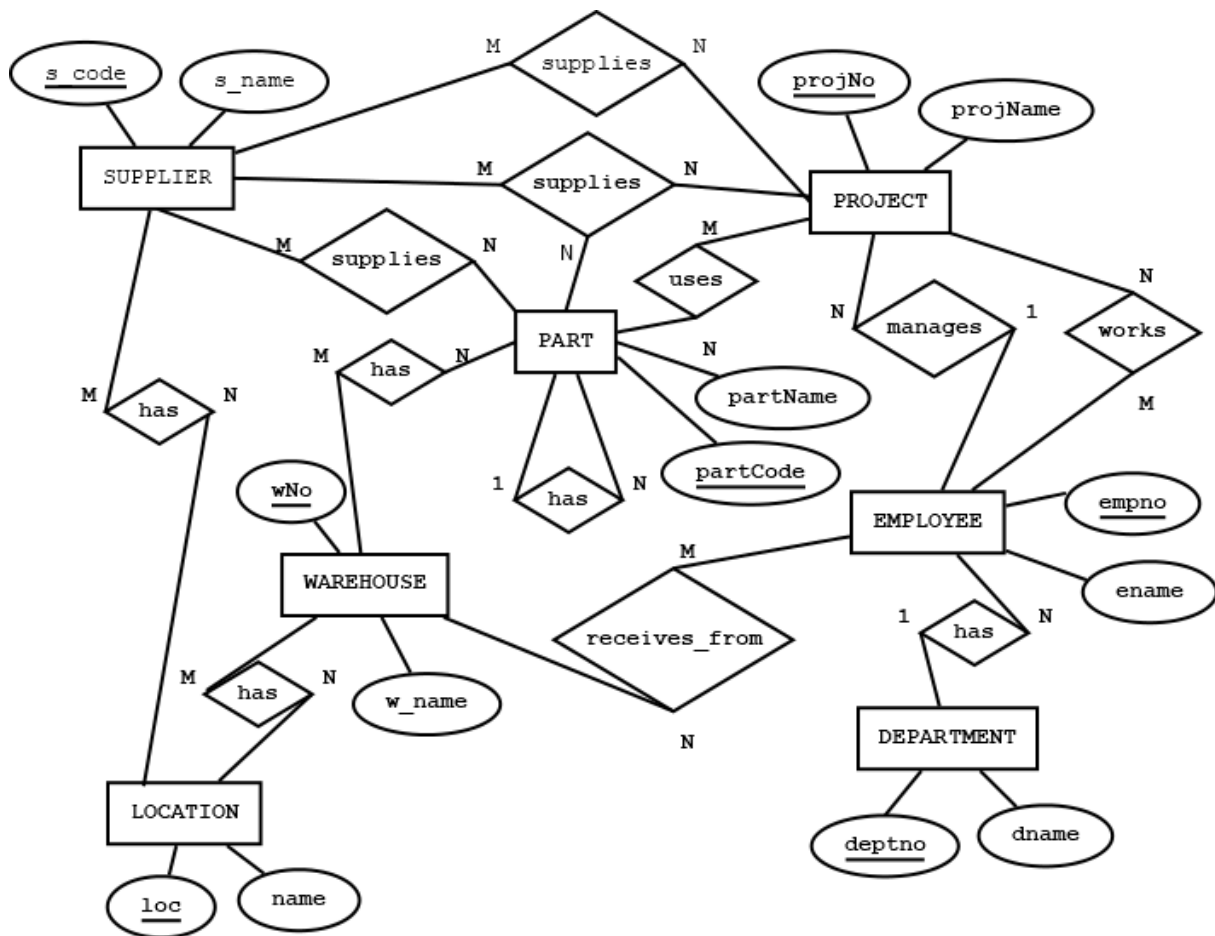 M
N
s_code
s_name
supplies
projNo
projName
SUPPLIER
M
supplies
N
PROJECT
M
supplies
N
N
M
uses
N
manages
1
N
works
M
PART
N
M
has
N
M
has
N
partName
partCode
1
has
N
wNo
EMPLOYEE
empno
ename
WAREHOUSE
M
receives_from
N
1
has
N
M
has
N
w_name
DEPARTMENT
LOCATION
deptno
dname
loc
name